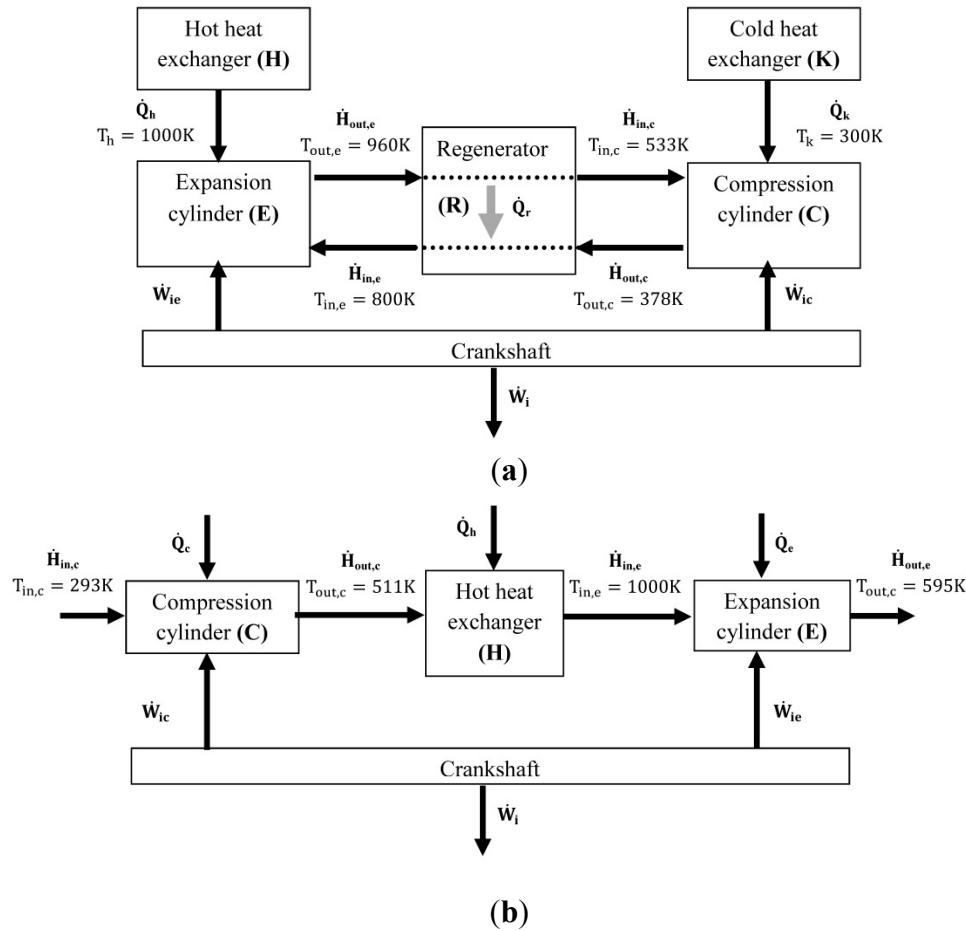 Hot heat
exchanger (H)
Cold heat
exchanger (K)
Q̇h
Th = 1000K
Ḣout,e
Tout,e = 960K
Regenerator
(R)
Q̇r
Ḣin,c
Tin,c = 533K
Q̇k
Tk = 300K
Expansion
cylinder (E)
Compression
cylinder (C)
Ḣin,e
Tin,e = 800K
Ḣout,c
Tout,c = 378K
Ẇie
Ẇic
Crankshaft
Ẇi
(a)
Ḣin,c
Tin,c = 293K
Q̇c
Compression
cylinder (C)
Ḣout,c
Tout,c = 511K
Q̇h
Hot heat
exchanger
(H)
Ḣin,e
Tin,e = 1000K
Q̇e
Expansion
cylinder (E)
Ḣout,e
Tout,c = 595K
Ẇic
Ẇie
Crankshaft
Ẇi
(b)